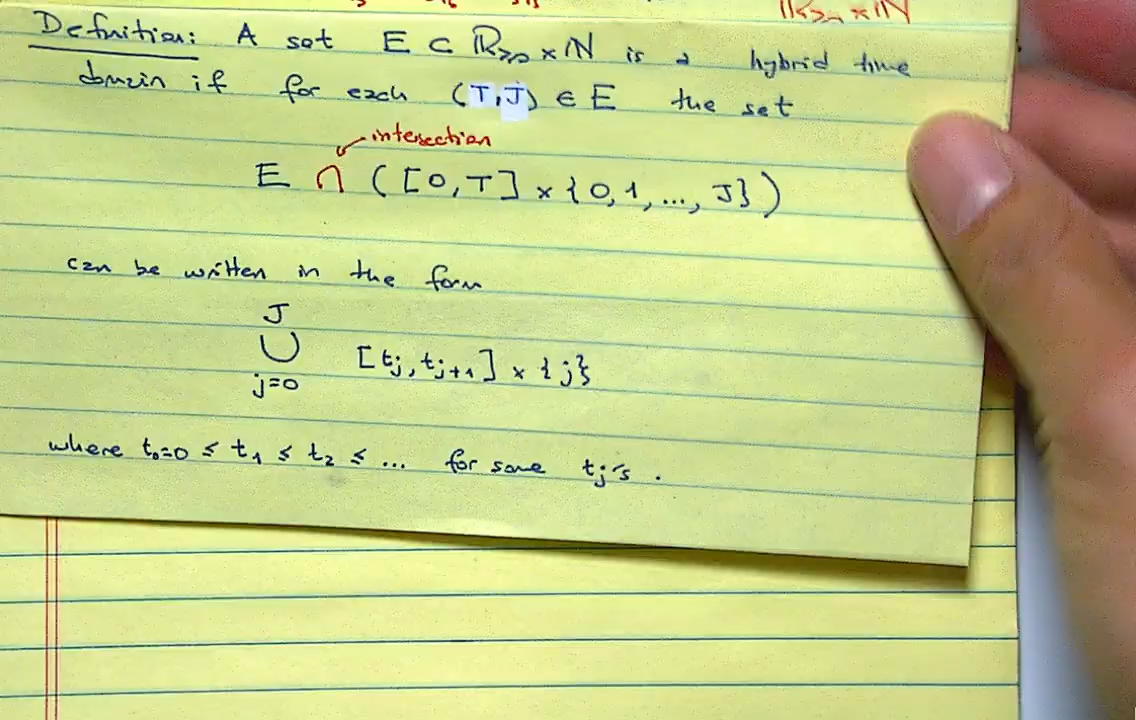 ℝ≥0 × ℕ
Definition: A set E ⊂ ℝ≥0 × ℕ is a hybrid time
domain if for each (T,J) ∈ E the set
intersection
E ∩ ([0,T] × {0,1,...,J})
can be written in the form
J
∪ [tj,tj+1] × {j}
j=0
where t0=0 ≤ t1 ≤ t2 ≤ ... for some tj's.